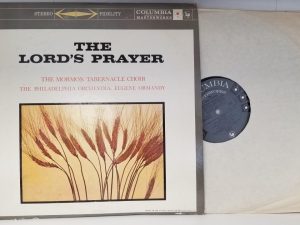 STEREO FIDELITY
COLUMBIA
MASTERWORKS
THE
LORD'S PRAYER
THE MORMON TABERNACLE CHOIR
THE PHILADELPHIA ORCHESTRA, EUGENE ORMANDY
COLUMBIA